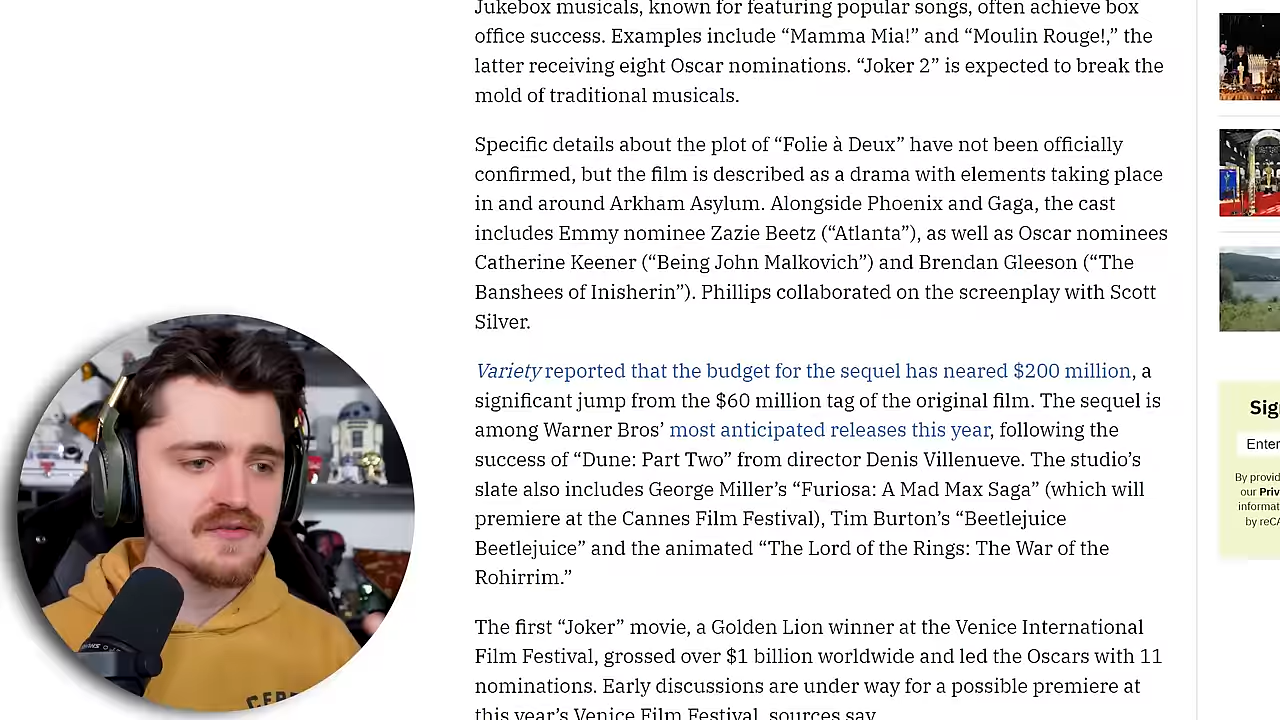 Jukebox musicals, known for featuring popular songs, often achieve box
office success. Examples include “Mamma Mia!” and “Moulin Rouge!,” the
latter receiving eight Oscar nominations. “Joker 2” is expected to break the
mold of traditional musicals.
Specific details about the plot of “Folie à Deux” have not been officially
confirmed, but the film is described as a drama with elements taking place
in and around Arkham Asylum. Alongside Phoenix and Gaga, the cast
includes Emmy nominee Zazie Beetz (“Atlanta”), as well as Oscar nominees
Catherine Keener (“Being John Malkovich”) and Brendan Gleeson (“The
Banshees of Inisherin”). Phillips collaborated on the screenplay with Scott
Silver.
Variety reported that the budget for the sequel has neared $200 million, a
significant jump from the $60 million tag of the original film. The sequel is
among Warner Bros’ most anticipated releases this year, following the
success of “Dune: Part Two” from director Denis Villenueve. The studio’s
slate also includes George Miller’s “Furiosa: A Mad Max Saga” (which will
premiere at the Cannes Film Festival), Tim Burton’s “Beetlejuice
Beetlejuice” and the animated “The Lord of the Rings: The War of the
Rohirrim.”
The first “Joker” movie, a Golden Lion winner at the Venice International
Film Festival, grossed over $1 billion worldwide and led the Oscars with 11
nominations. Early discussions are under way for a possible premiere at
this year’s Venice Film Festival, sources say.
Sig
Enter
By provid
our Priv
informat
by reCA